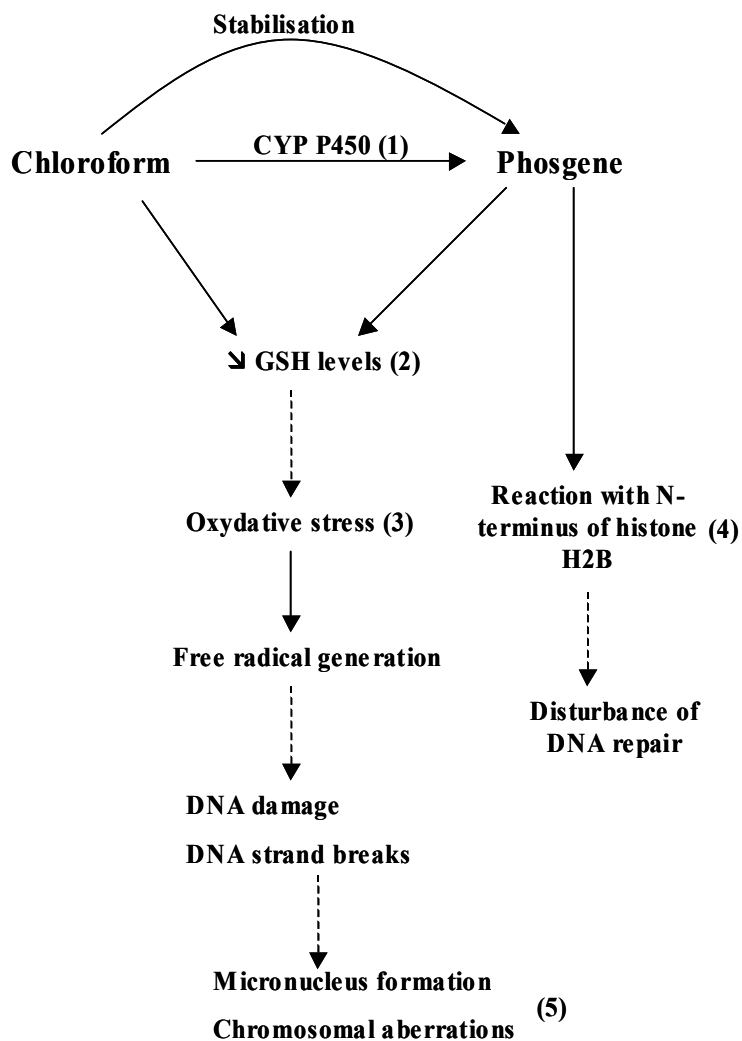 Stabilisation
CYP P450 (1)
Chloroform
Phosgene
↘ GSH levels (2)
Reaction with N-
terminus of histone (4)
H2B
Oxydative stress (3)
Free radical generation
Disturbance of
DNA repair
DNA damage
DNA strand breaks
Micronucleus formation
(5)
Chromosomal aberrations